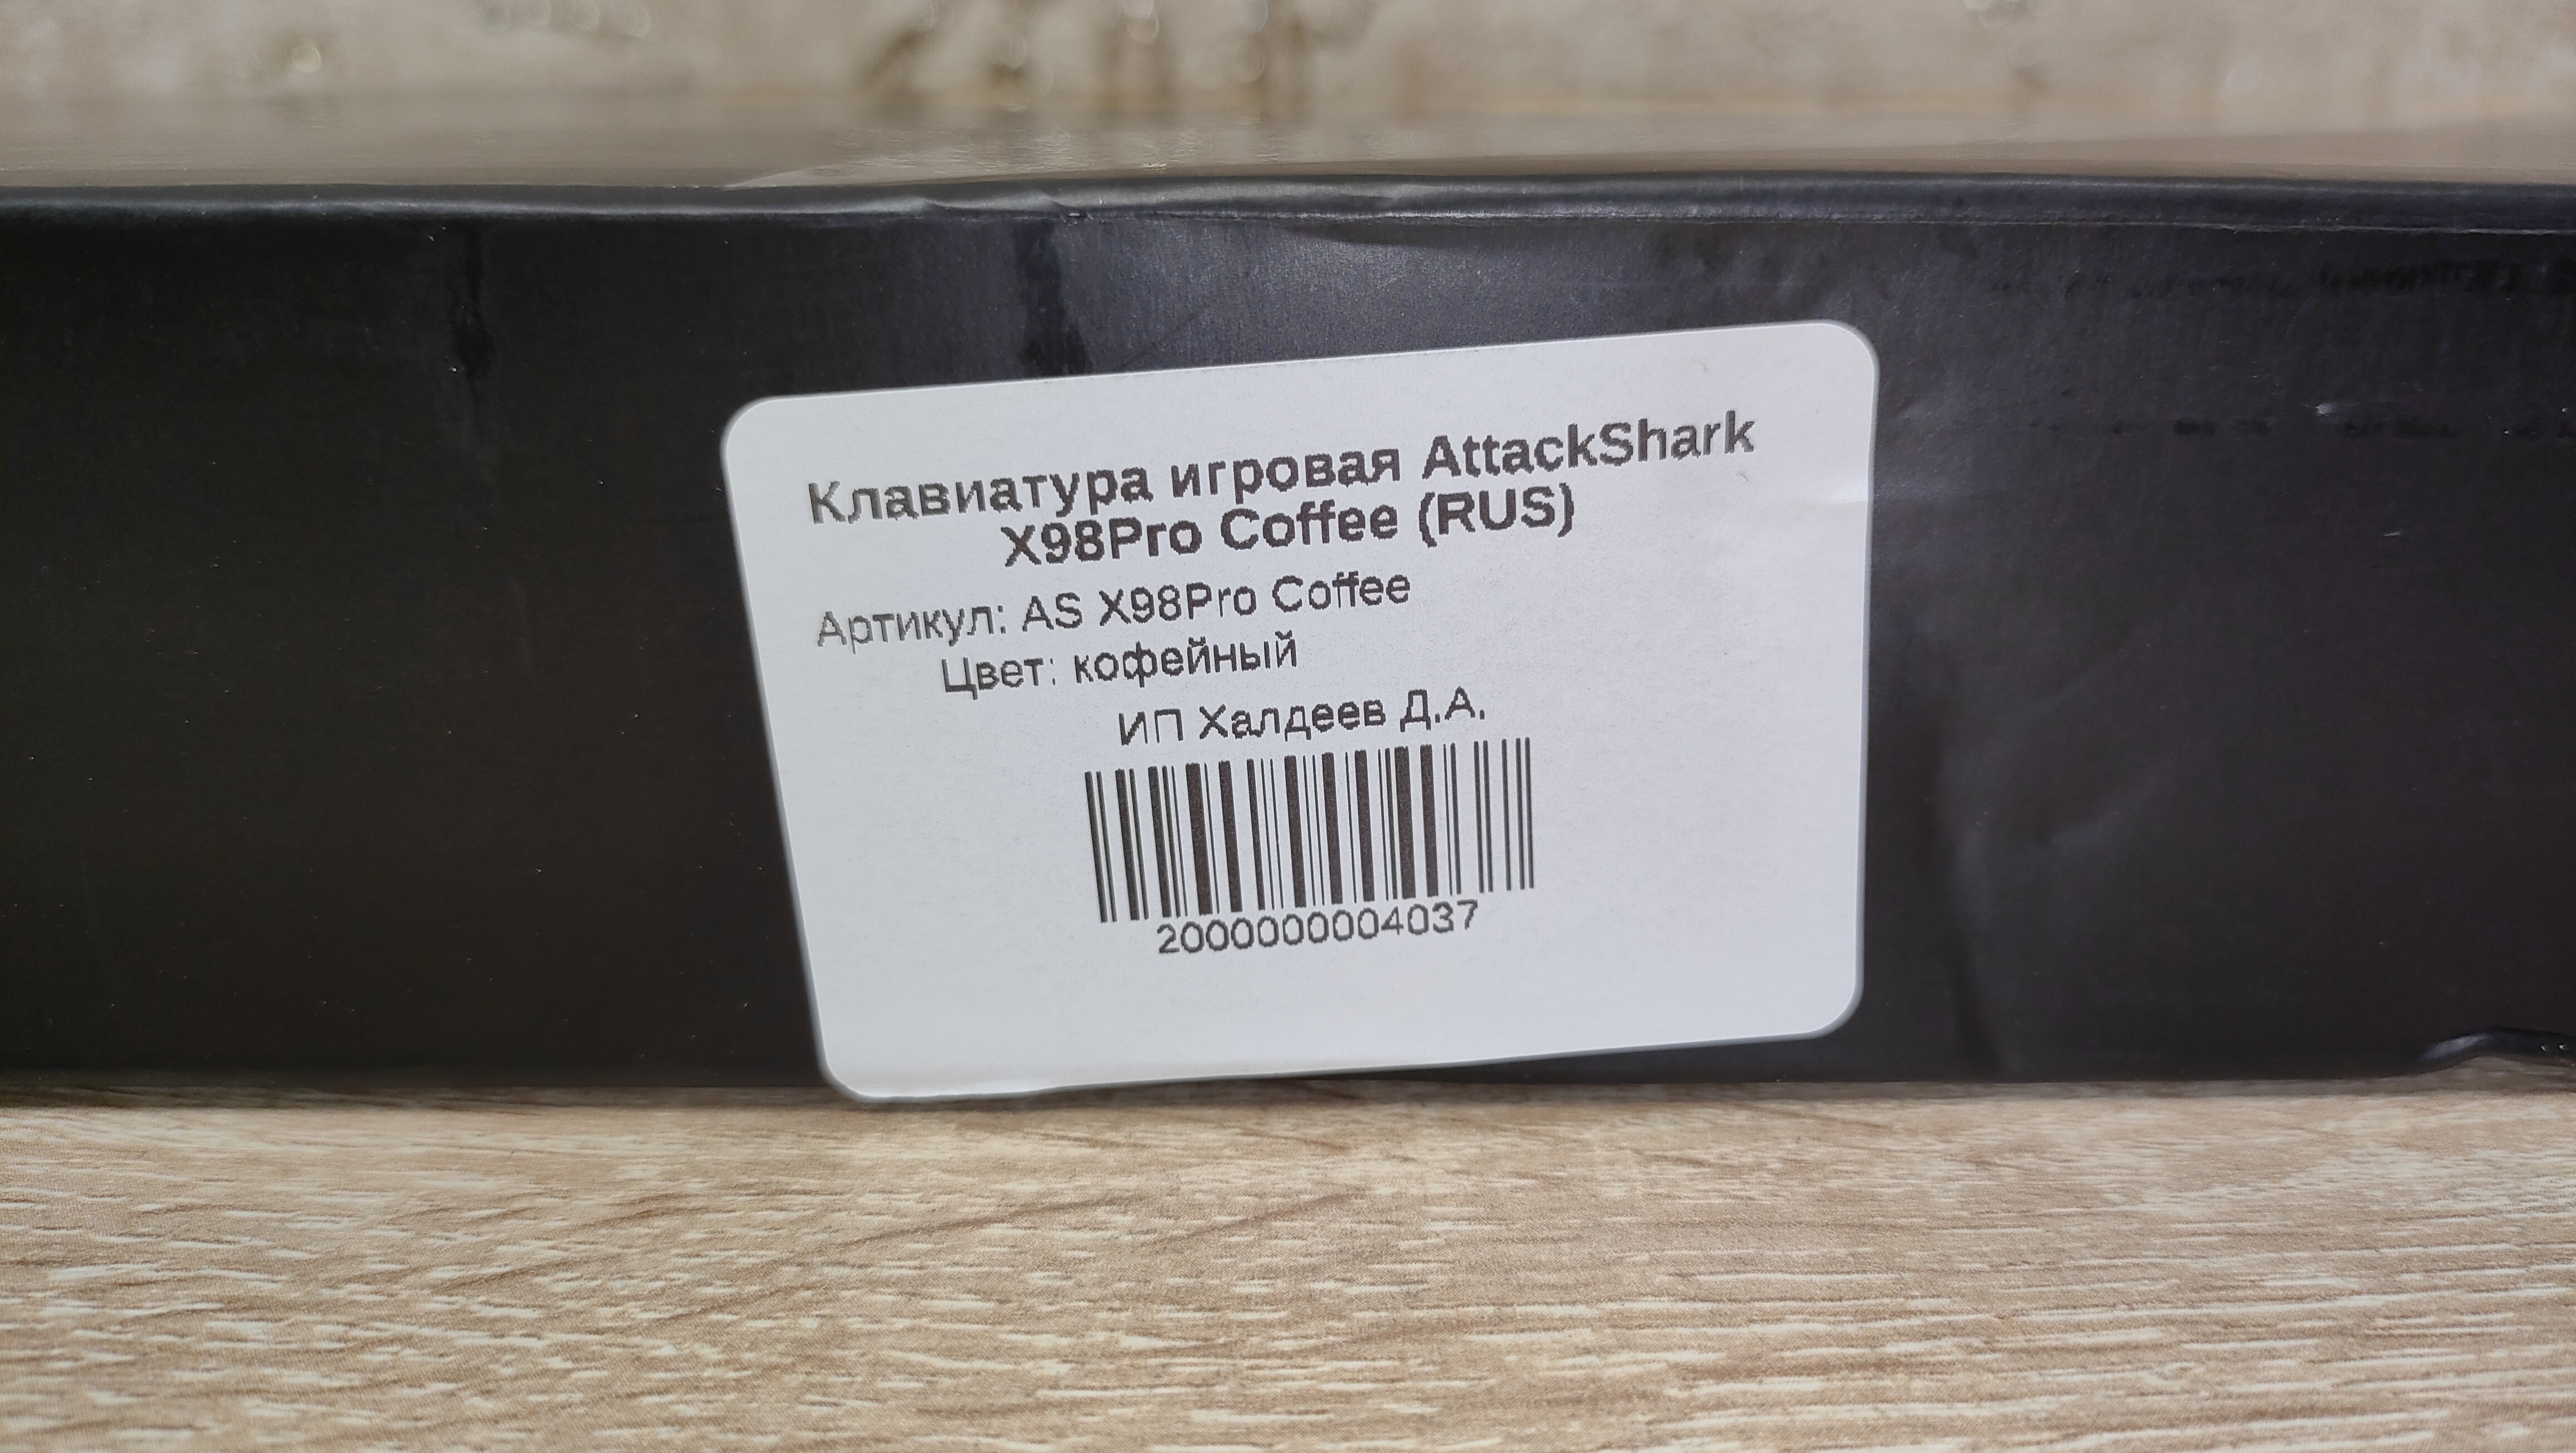 Клавиатура игровая AttackShark
X98Pro Coffee (RUS)
Артикул: AS X98Pro Coffee
Цвет: кофейный
ИП Халдеев Д.А.
2000000004037